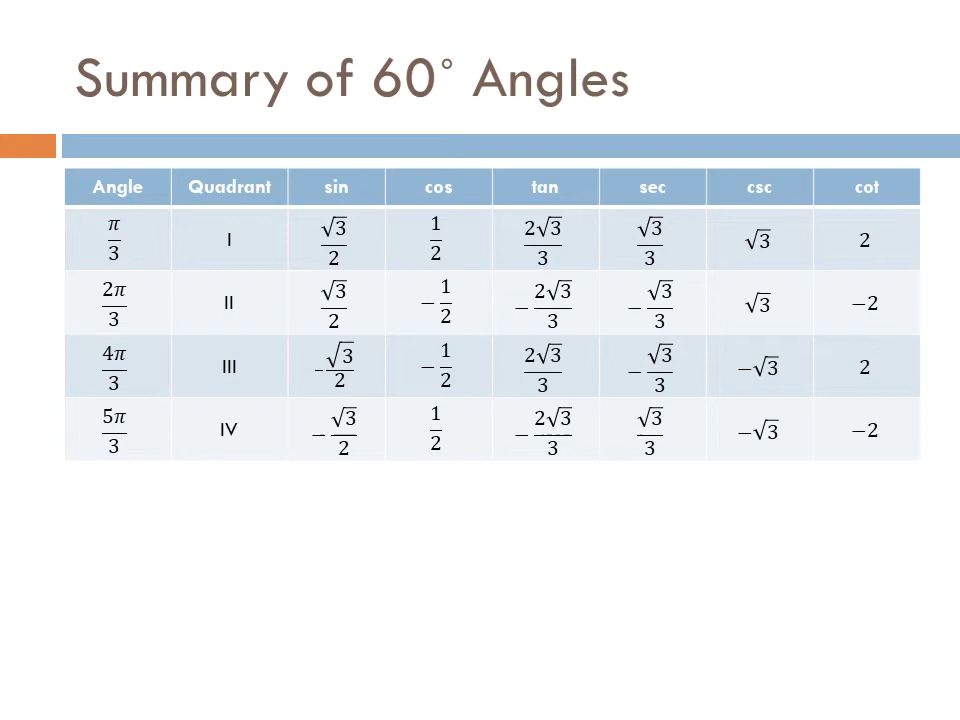 Summary of 60° Angles
Angle Quadrant sin cos tan sec csc cot
π/3 I √3/2 1/2 2√3/3 √3/3 √3 2
2π/3 II √3/2 −1/2 −2√3/3 −√3/3 √3 −2
4π/3 III −√3/2 −1/2 2√3/3 −√3/3 −√3 2
5π/3 IV −√3/2 1/2 −2√3/3 √3/3 −√3 −2